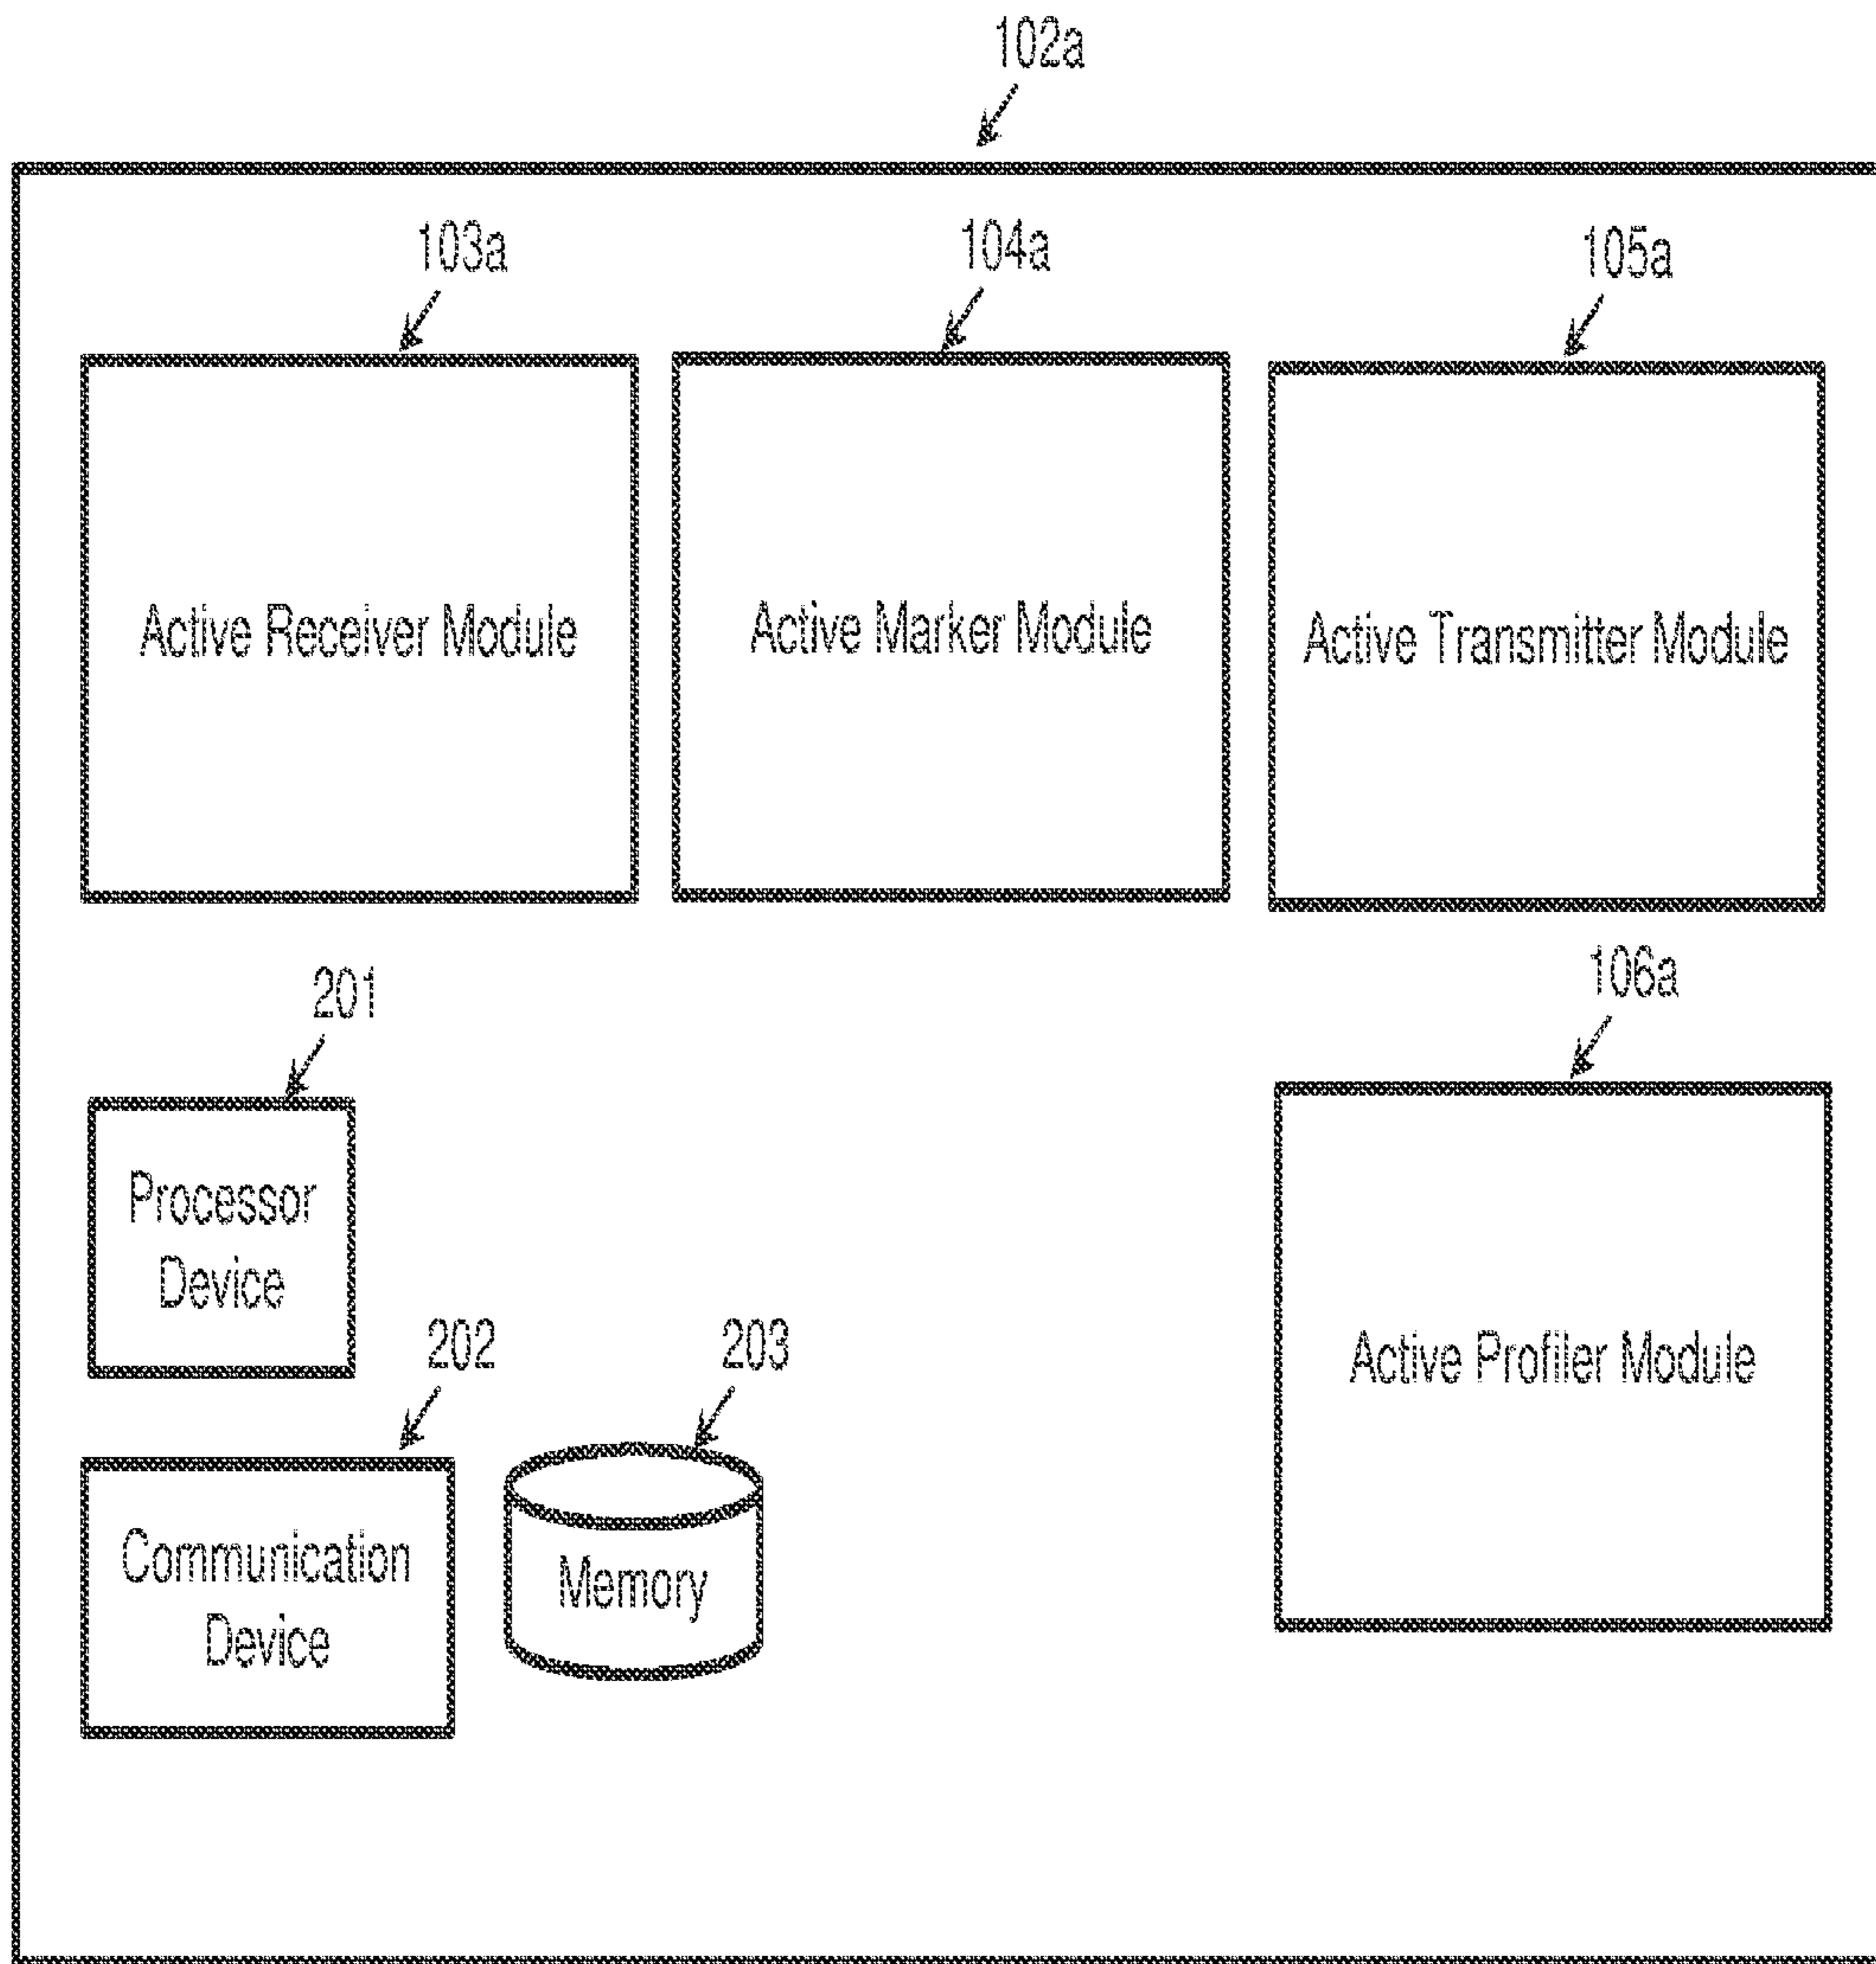 102a
103a
104a
105a
Active Receiver Module
Active Marker Module
Active Transmitter Module
201
106a
Processor
Device
Active Profiler Module
202
203
Communication
Device
Memory